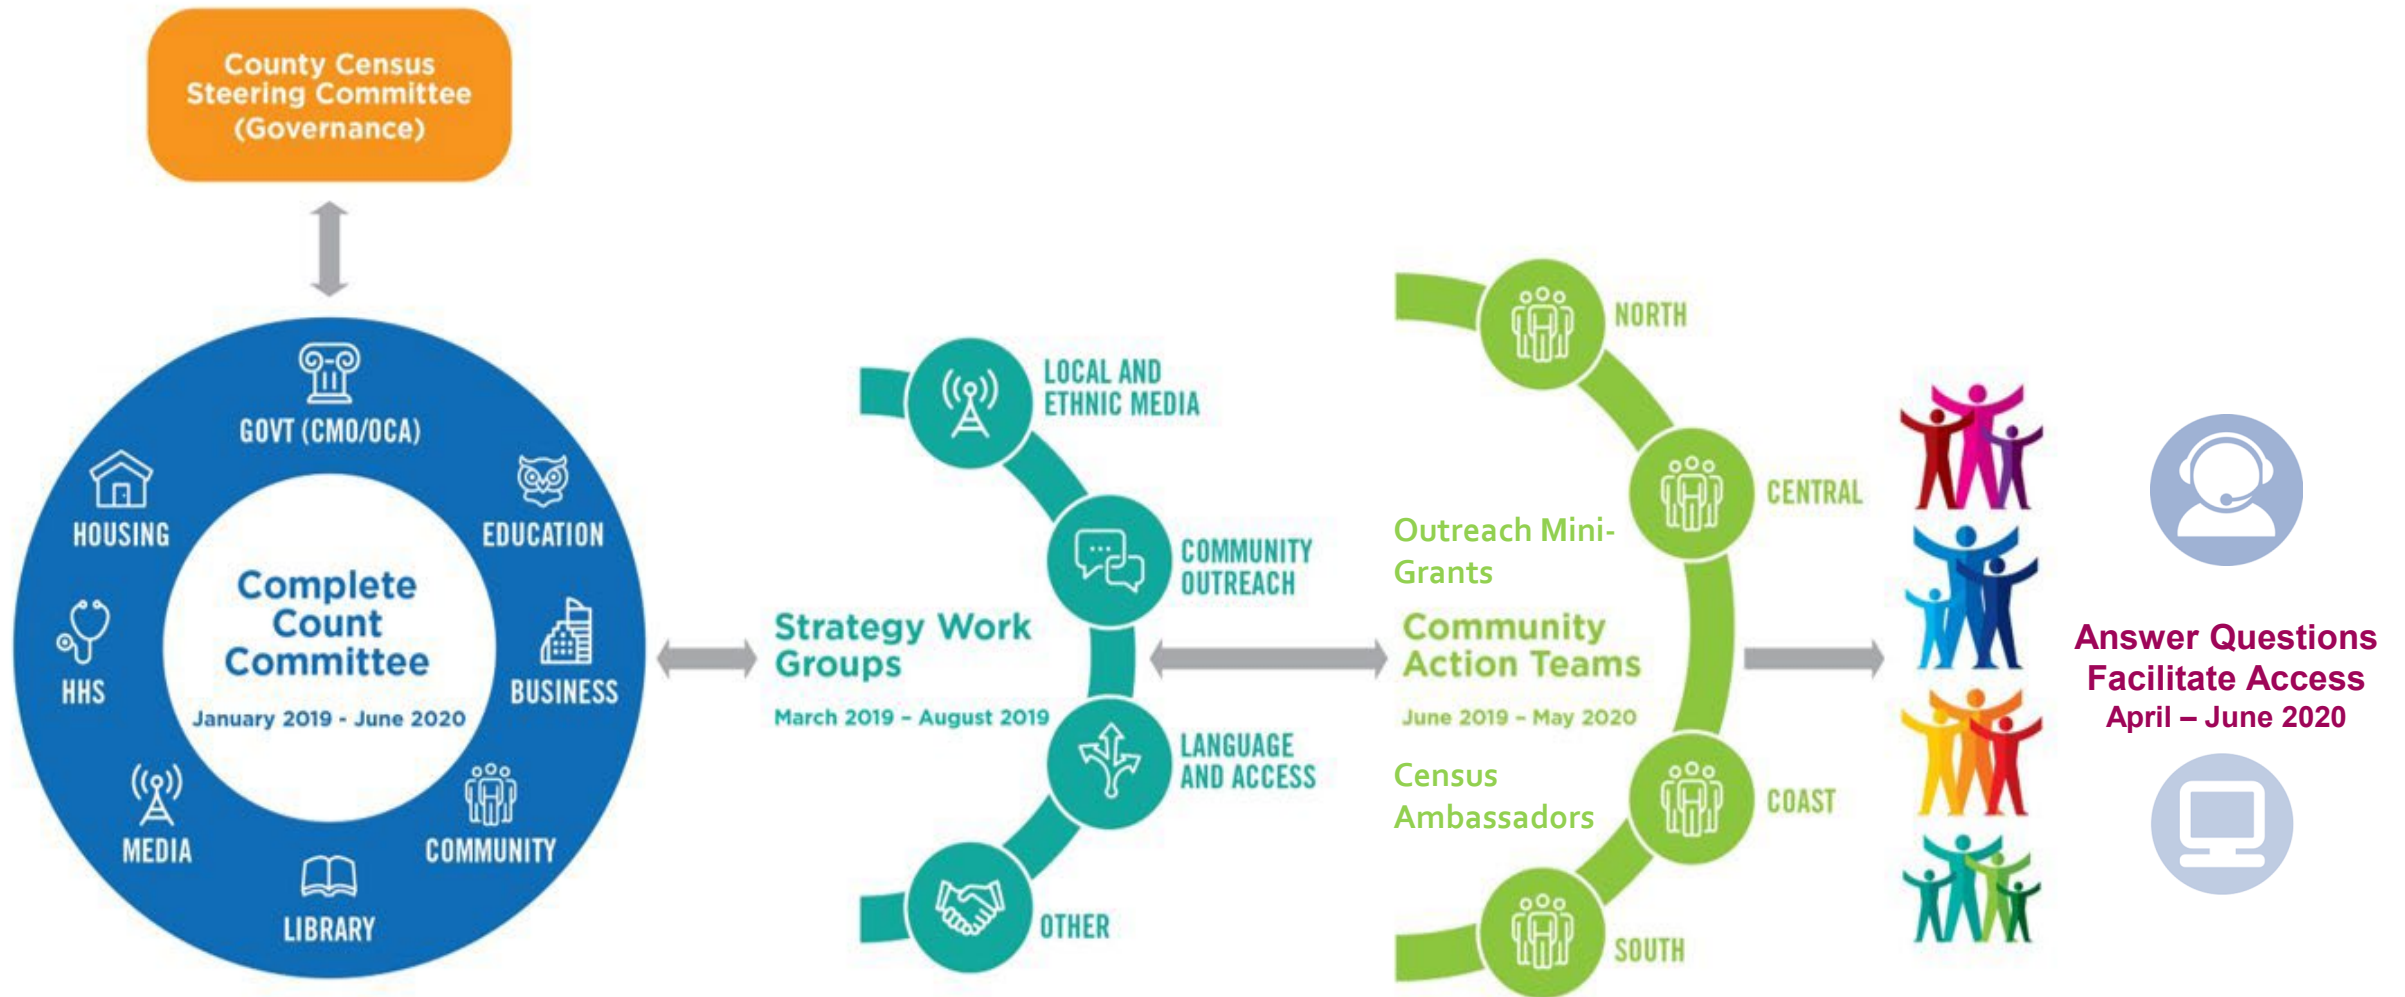 County Census
Steering Committee
(Governance)
GOVT (CMO/OCA)
HOUSING
EDUCATION
HHS
BUSINESS
MEDIA
COMMUNITY
LIBRARY
Complete
Count
Committee
January 2019 - June 2020
Strategy Work
Groups
March 2019 – August 2019
LOCAL AND
ETHNIC MEDIA
COMMUNITY
OUTREACH
LANGUAGE
AND ACCESS
OTHER
Outreach Mini-
Grants
Community
Action Teams
June 2019 – May 2020
Census
Ambassadors
NORTH
CENTRAL
COAST
SOUTH
Answer Questions
Facilitate Access
April – June 2020